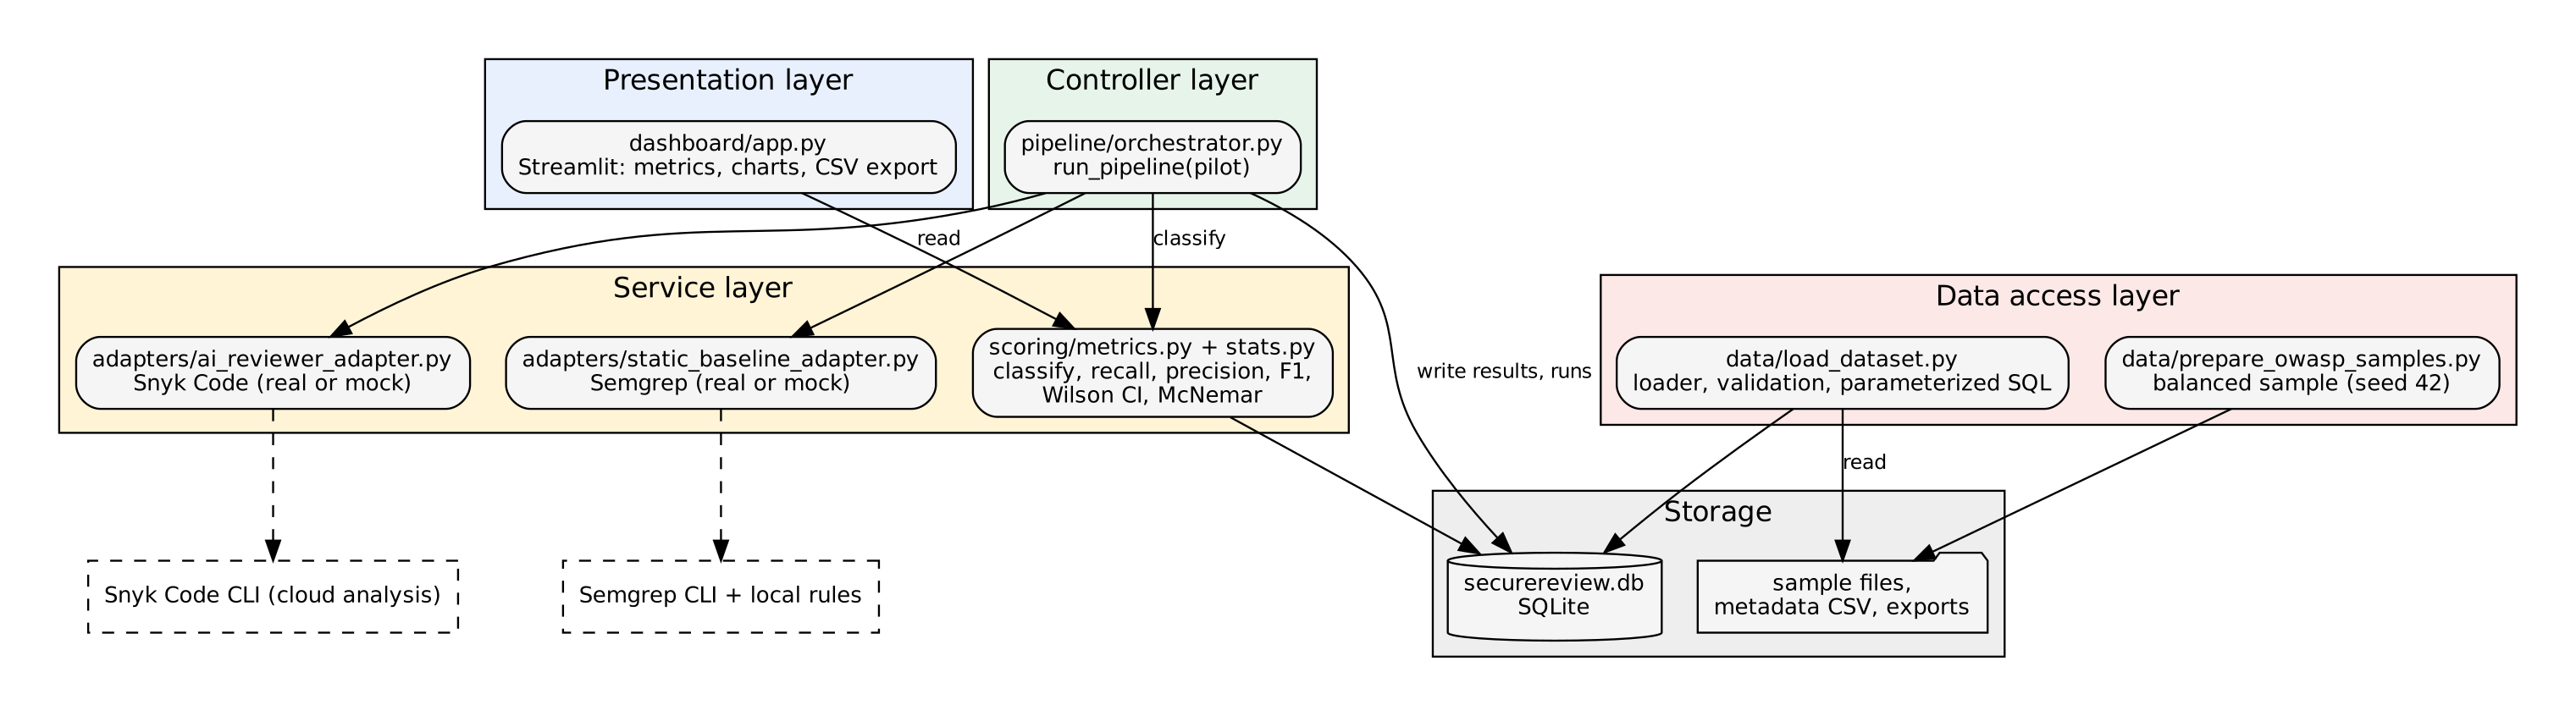 Presentation layer
dashboard/app.py
Streamlit: metrics, charts, CSV export
Controller layer
pipeline/orchestrator.py
run_pipeline(pilot)
read
classify
Service layer
adapters/ai_reviewer_adapter.py
Snyk Code (real or mock)
adapters/static_baseline_adapter.py
Semgrep (real or mock)
scoring/metrics.py + stats.py
classify, recall, precision, F1,
Wilson CI, McNemar
write results, runs
Data access layer
data/load_dataset.py
loader, validation, parameterized SQL
data/prepare_owasp_samples.py
balanced sample (seed 42)
read
Snyk Code CLI (cloud analysis)
Semgrep CLI + local rules
Storage
securereview.db
SQLite
sample files,
metadata CSV, exports